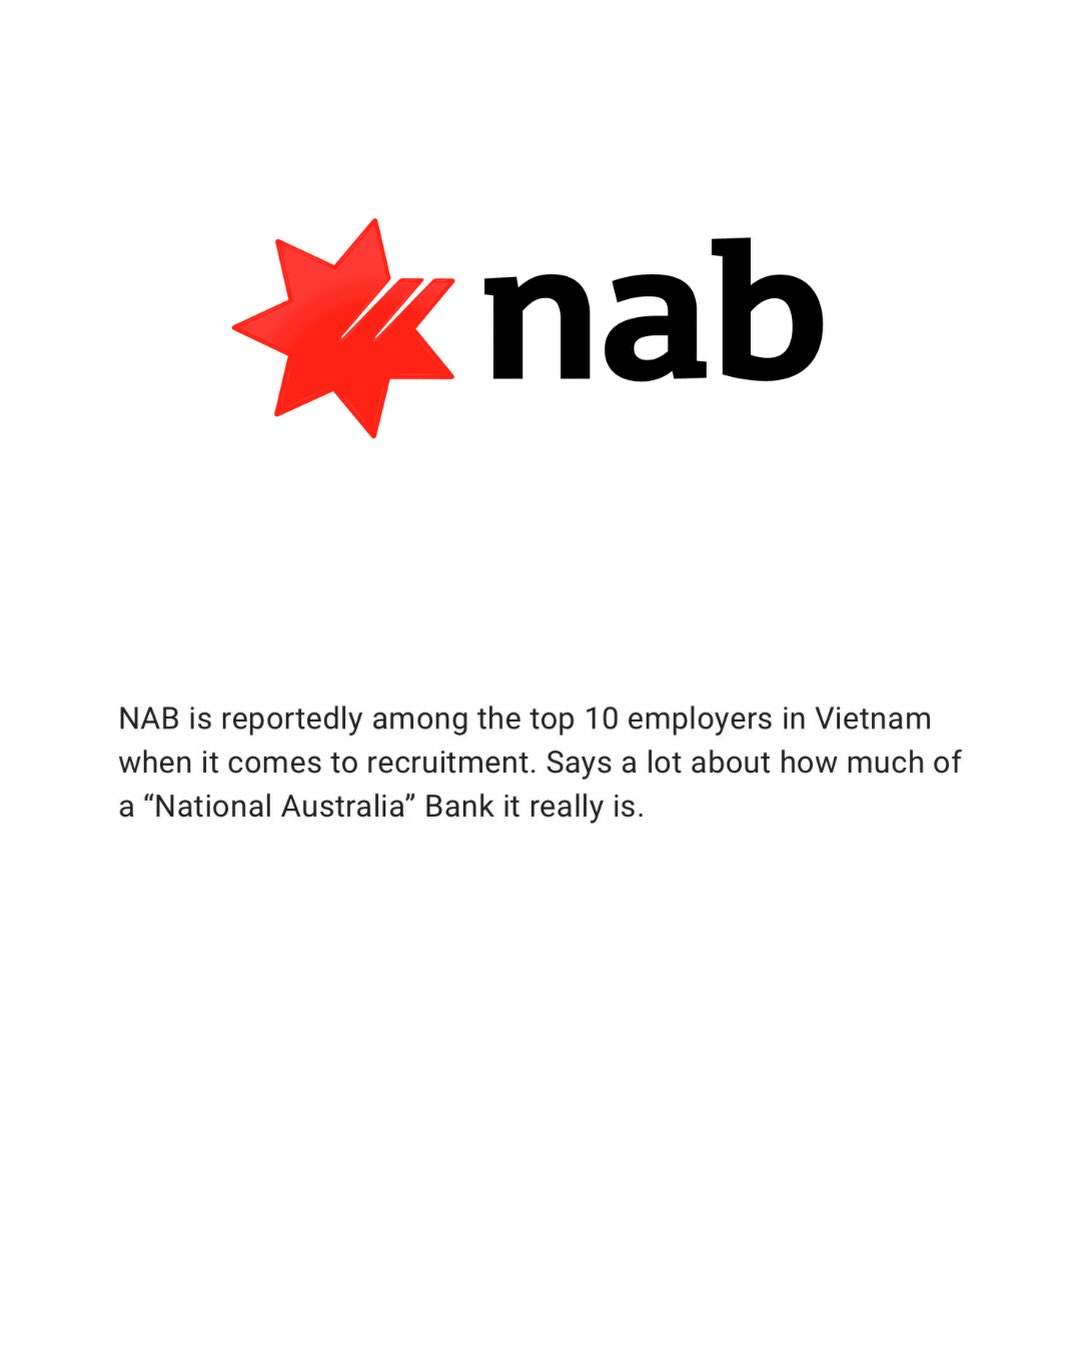 nab
NAB is reportedly among the top 10 employers in Vietnam
when it comes to recruitment. Says a lot about how much of
a “National Australia” Bank it really is.